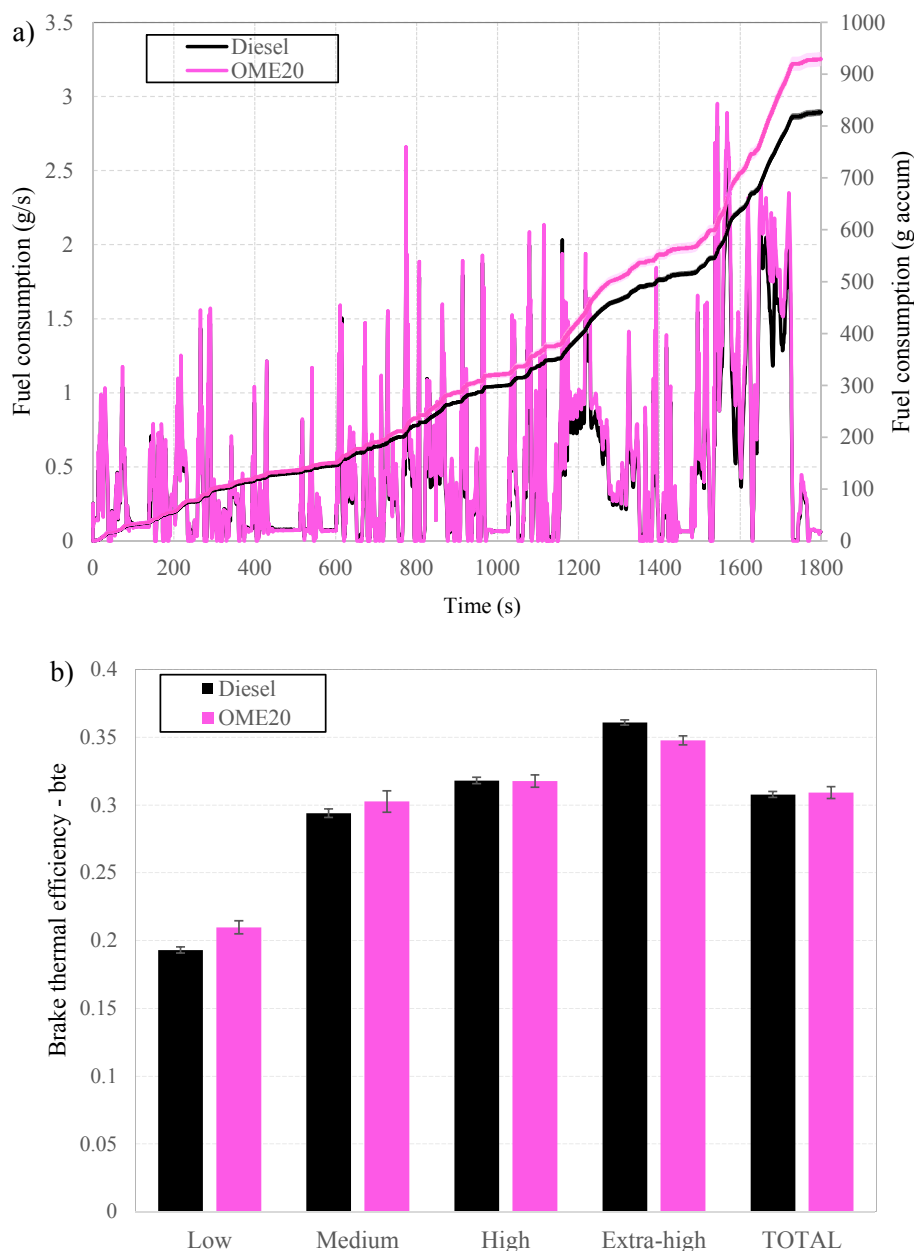 a)
Diesel
OME20
Fuel consumption (g/s)
3.5
3
2.5
2
1.5
1
0.5
0
Fuel consumption (g accum)
1000
900
800
700
600
500
400
300
200
100
0
0 200 400 600 800 1000 1200 1400 1600 1800
Time (s)
b)
Diesel
OME20
Brake thermal efficiency - bte
0.4
0.35
0.3
0.25
0.2
0.15
0.1
0.05
0
Low Medium High Extra-high TOTAL